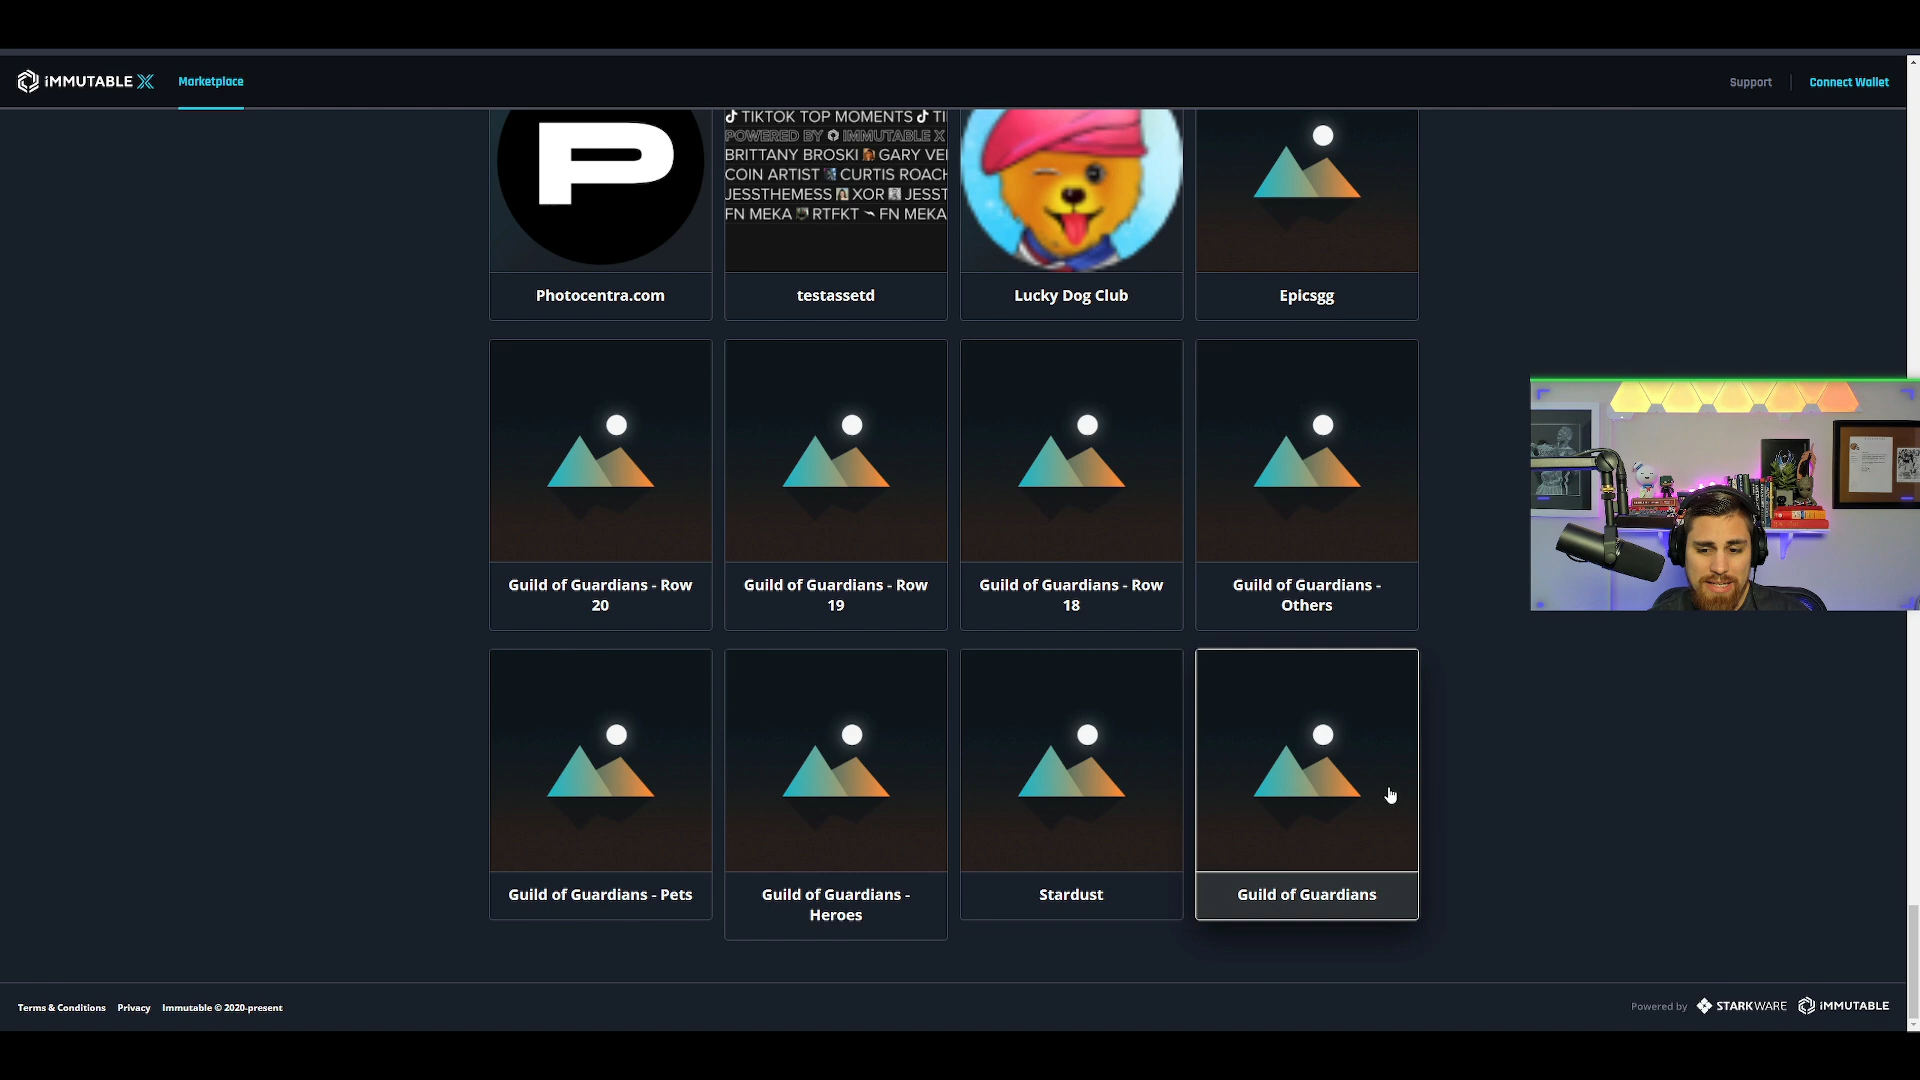 iMMUTABLE X
Marketplace
Support
Connect Wallet
TIKTOK TOP MOMENTS
POWERED BY IMMUTABLE X
BRITTANY BROSKI GARY
COIN ARTIST CURTIS ROACH
JESSTHEMESS XOR JESST
FN MEKA RTFKT FN MEKA
P
Photocentra.com
testassetd
Lucky Dog Club
Epicsgg
Guild of Guardians - Row
20
Guild of Guardians - Row
19
Guild of Guardians - Row
18
Guild of Guardians -
Others
Guild of Guardians - Pets
Guild of Guardians -
Heroes
Stardust
Guild of Guardians
Terms & Conditions
Privacy
Immutable © 2020-present
Powered by
STARKWARE
iMMUTABLE